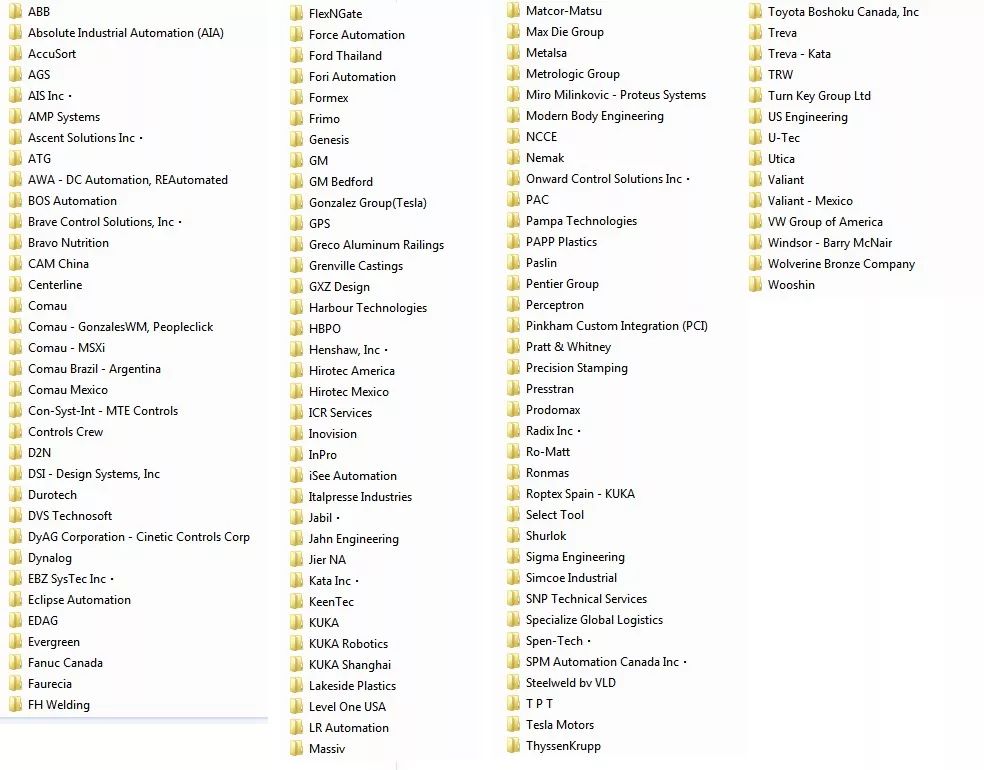 ABB
Absolute Industrial Automation (AIA)
AccuSort
AGS
AIS Inc •
AMP Systems
Ascent Solutions Inc •
ATG
AWA - DC Automation, REAutomated
BOS Automation
Brave Control Solutions, Inc •
Bravo Nutrition
CAM China
Centerline
Comau
Comau - GonzalesWM, Peopleclick
Comau - MSXi
Comau Brazil - Argentina
Comau Mexico
Con-Syst-Int - MTE Controls
Controls Crew
D2N
DSI - Design Systems, Inc
Durotech
DVS Technosoft
DyAG Corporation - Cinetic Controls Corp
Dynalog
EBZ SysTec Inc •
Eclipse Automation
EDAG
Evergreen
Fanuc Canada
Faurecia
FH Welding
FlexNGate
Force Automation
Ford Thailand
Fori Automation
Formex
Frimo
Genesis
GM
GM Bedford
Gonzalez Group(Tesla)
GPS
Greco Aluminum Railings
Grenville Castings
GXZ Design
Harbour Technologies
HBPO
Henshaw, Inc •
Hirotec America
Hirotec Mexico
ICR Services
Inovision
InPro
iSee Automation
Italpresse Industries
Jabil •
Jahn Engineering
Jier NA
Kata Inc •
KeenTec
KUKA
KUKA Robotics
KUKA Shanghai
Lakeside Plastics
Level One USA
LR Automation
Massiv
Matcor-Matsu
Max Die Group
Metalsa
Metrologic Group
Miro Milinkovic - Proteus Systems
Modern Body Engineering
NCCE
Nemak
Onward Control Solutions Inc •
PAC
Pampa Technologies
PAPP Plastics
Paslin
Pentier Group
Perceptron
Pinkham Custom Integration (PCI)
Pratt & Whitney
Precision Stamping
Presstran
Prodomax
Radix Inc •
Ro-Matt
Ronmas
Roptex Spain - KUKA
Select Tool
Shurlok
Sigma Engineering
Simcoe Industrial
SNP Technical Services
Specialize Global Logistics
Spen-Tech •
SPM Automation Canada Inc •
Steelweld bv VLD
T P T
Tesla Motors
ThyssenKrupp
Toyota Boshoku Canada, Inc
Treva
Treva - Kata
TRW
Turn Key Group Ltd
US Engineering
U-Tec
Utica
Valiant
Valiant - Mexico
VW Group of America
Windsor - Barry McNair
Wolverine Bronze Company
Wooshin